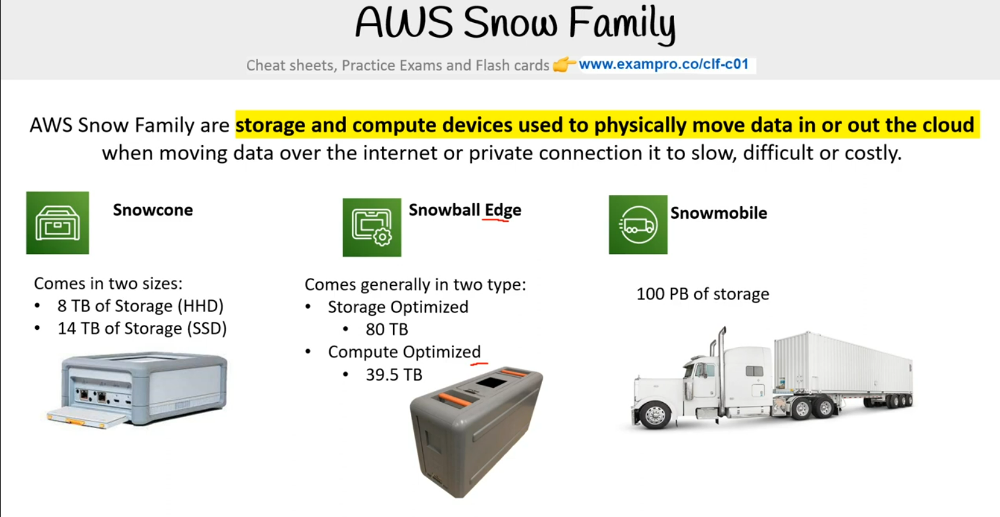 AWS Snow Family
Cheat sheets, Practice Exams and Flash cards 👉 www.exampro.co/clf-c01
AWS Snow Family are storage and compute devices used to physically move data in or out the cloud
when moving data over the internet or private connection it to slow, difficult or costly.
Snowcone
Comes in two sizes:
• 8 TB of Storage (HHD)
• 14 TB of Storage (SSD)
Snowball Edge
Comes generally in two type:
• Storage Optimized
• 80 TB
• Compute Optimized
• 39.5 TB
Snowmobile
100 PB of storage